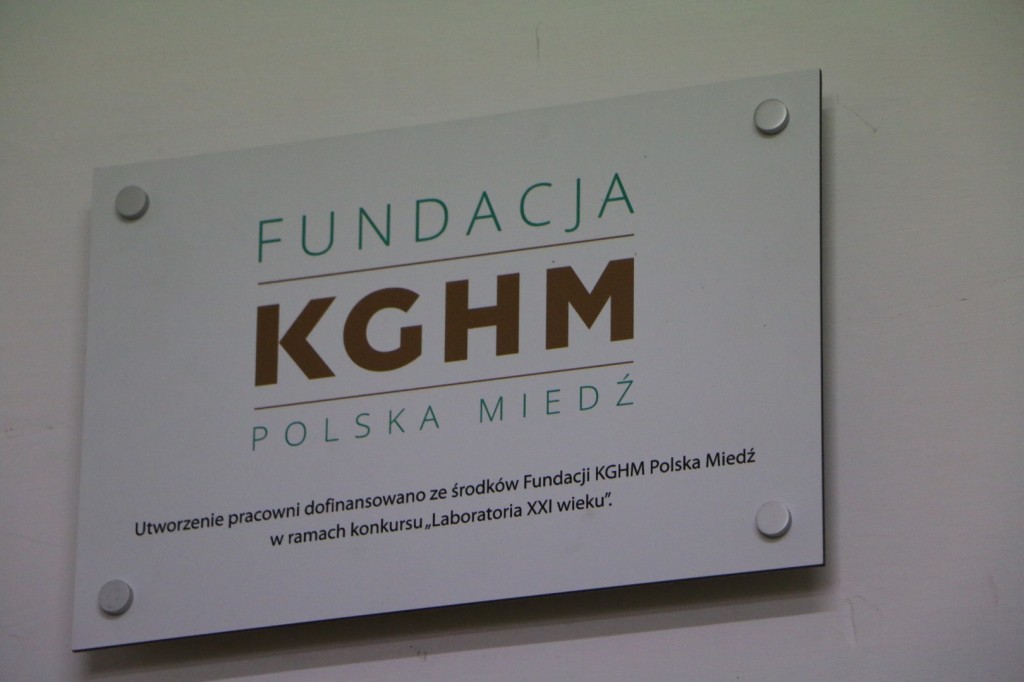 FUNDACJA
KGHM
POLSKA MIEDŹ
Utworzenie pracowni dofinansowano ze środków Fundacji KGHM Polska Miedź
w ramach konkursu „Laboratoria XXI wieku”.